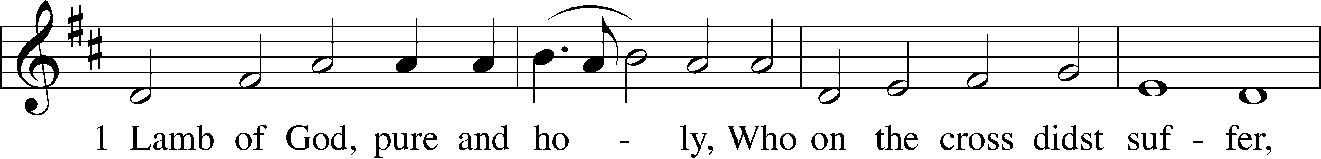 1 Lamb of God, pure and ho - ly, Who on the cross didst suf - fer,